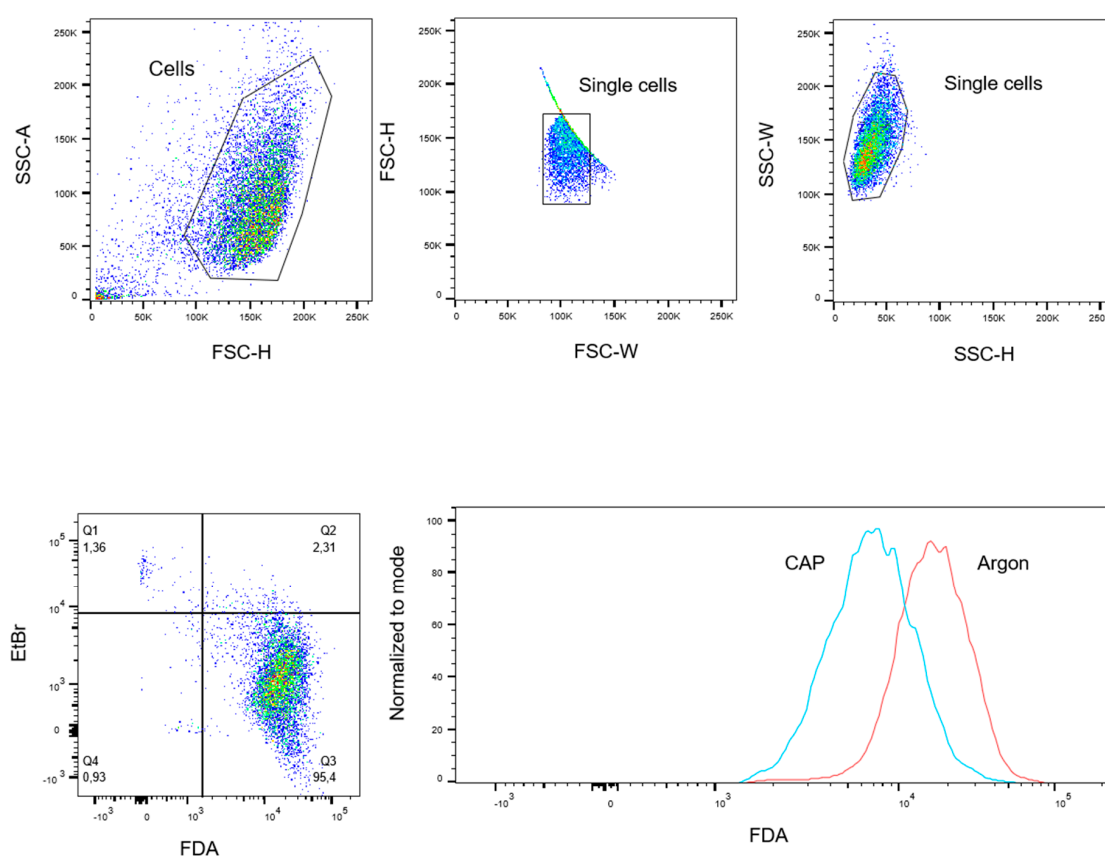 Cells
SSC-A
250K
200K
150K
100K
50K
0
0 50K 100K 150K 200K 250K
FSC-H
Single cells
FSC-H
250K
200K
150K
100K
50K
0
0 50K 100K 150K 200K 250K
FSC-W
Single cells
SSC-W
250K
200K
150K
100K
50K
0
0 50K 100K 150K 200K 250K
SSC-H
Q1
1,36
Q2
2,31
Q4
0,93
Q3
95,4
EtBr
10^5
10^4
10^3
0
-10^3
-10^3 0 10^4 10^5
FDA
CAP
Argon
Normalized to mode
100
80
60
40
20
0
-10^3 10^3 10^4 10^5
FDA